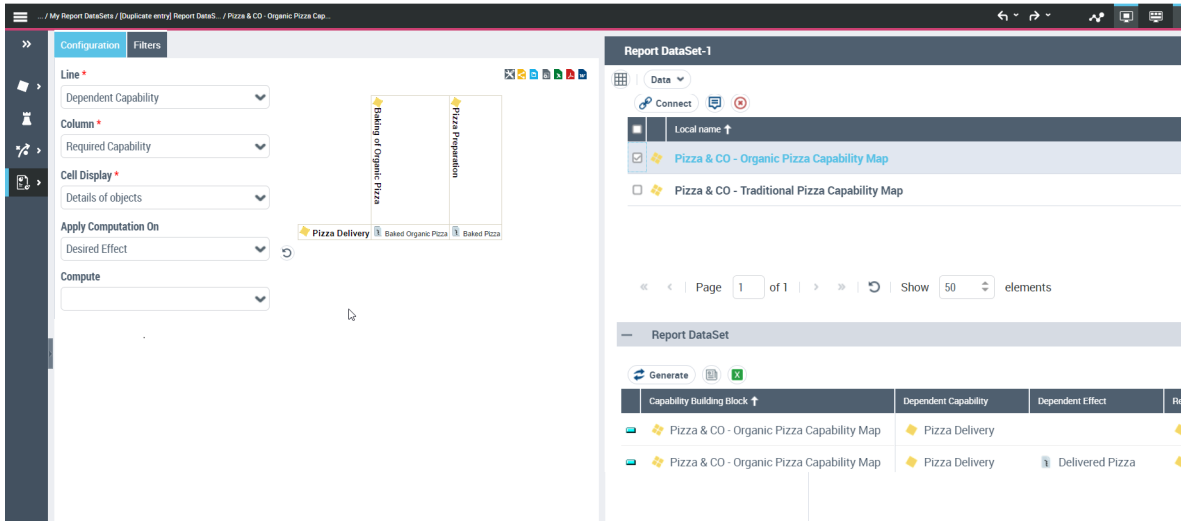 ... / My Report DataSets / [Duplicate entry] Report DataS... / Pizza & CO - Organic Pizza Cap...
Configuration
Filters
Line *
Dependent Capability
Column *
Required Capability
Cell Display *
Details of objects
Apply Computation On
Desired Effect
Compute
Baking of Organic Pizza
Pizza Preparation
Pizza Delivery
Baked Organic Pizza
Baked Pizza
Report DataSet-1
Data
Connect
Local name
Pizza & CO - Organic Pizza Capability Map
Pizza & CO - Traditional Pizza Capability Map
Page 1 of 1
Show 50 elements
Report DataSet
Generate
Capability Building Block
Dependent Capability
Dependent Effect
Re
Pizza & CO - Organic Pizza Capability Map
Pizza Delivery
Pizza & CO - Organic Pizza Capability Map
Pizza Delivery
Delivered Pizza